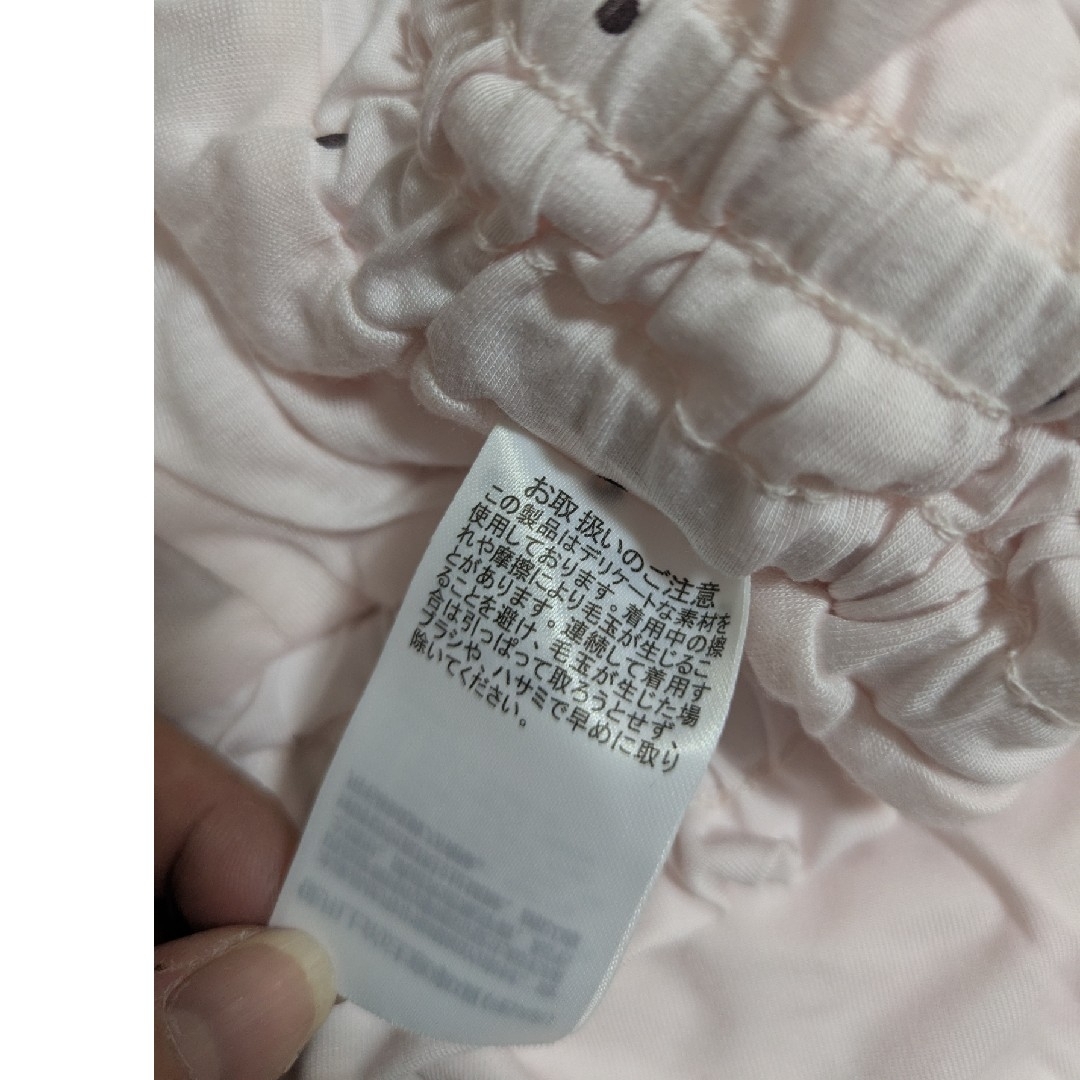 お取扱いのご注意
この製品はデリケートな素材を
使用しております。着用中の擦
れや摩擦により毛玉が生じるこ
とがあります。連続して着用す
ることを避け、毛玉が生じた場
合は引っぱって取ろうとせず、
ブラシや、ハサミで早めに取り
除いてください。